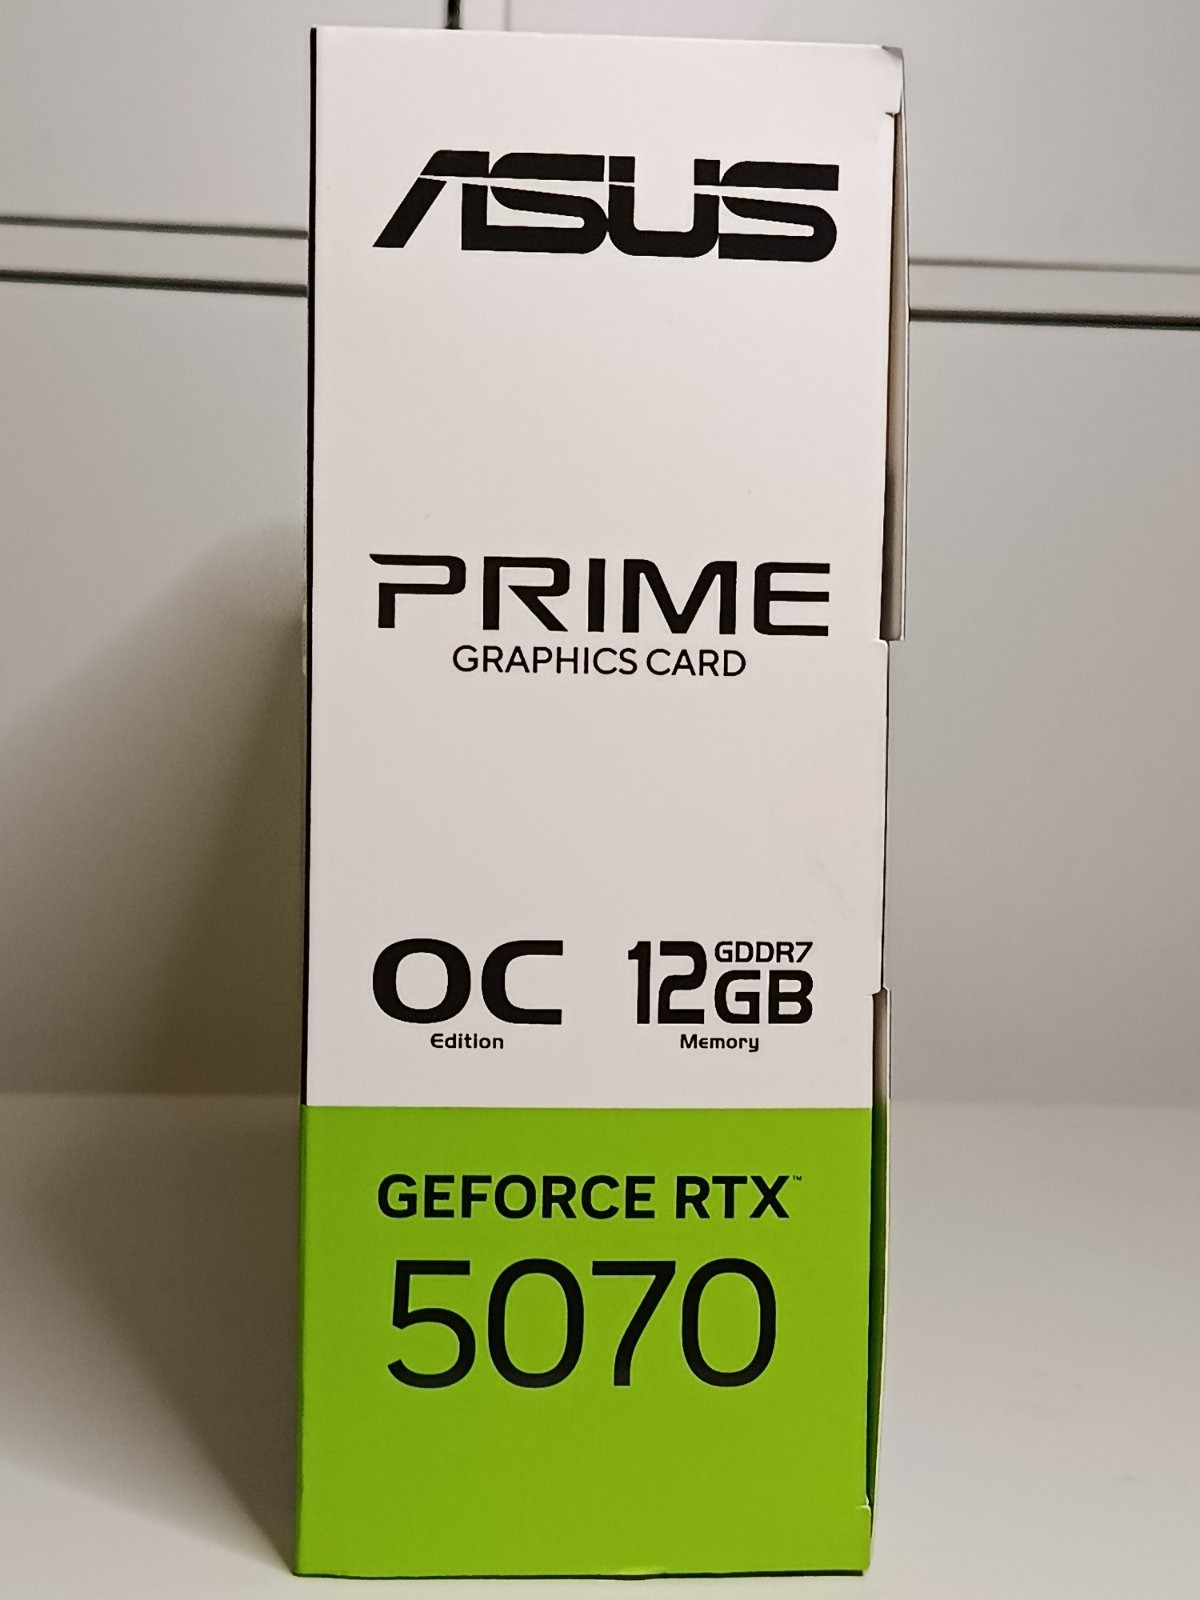 ASUS
PRIME
GRAPHICS CARD
OC
Edition
12GB GDDR7
Memory
GEFORCE RTX™
5070